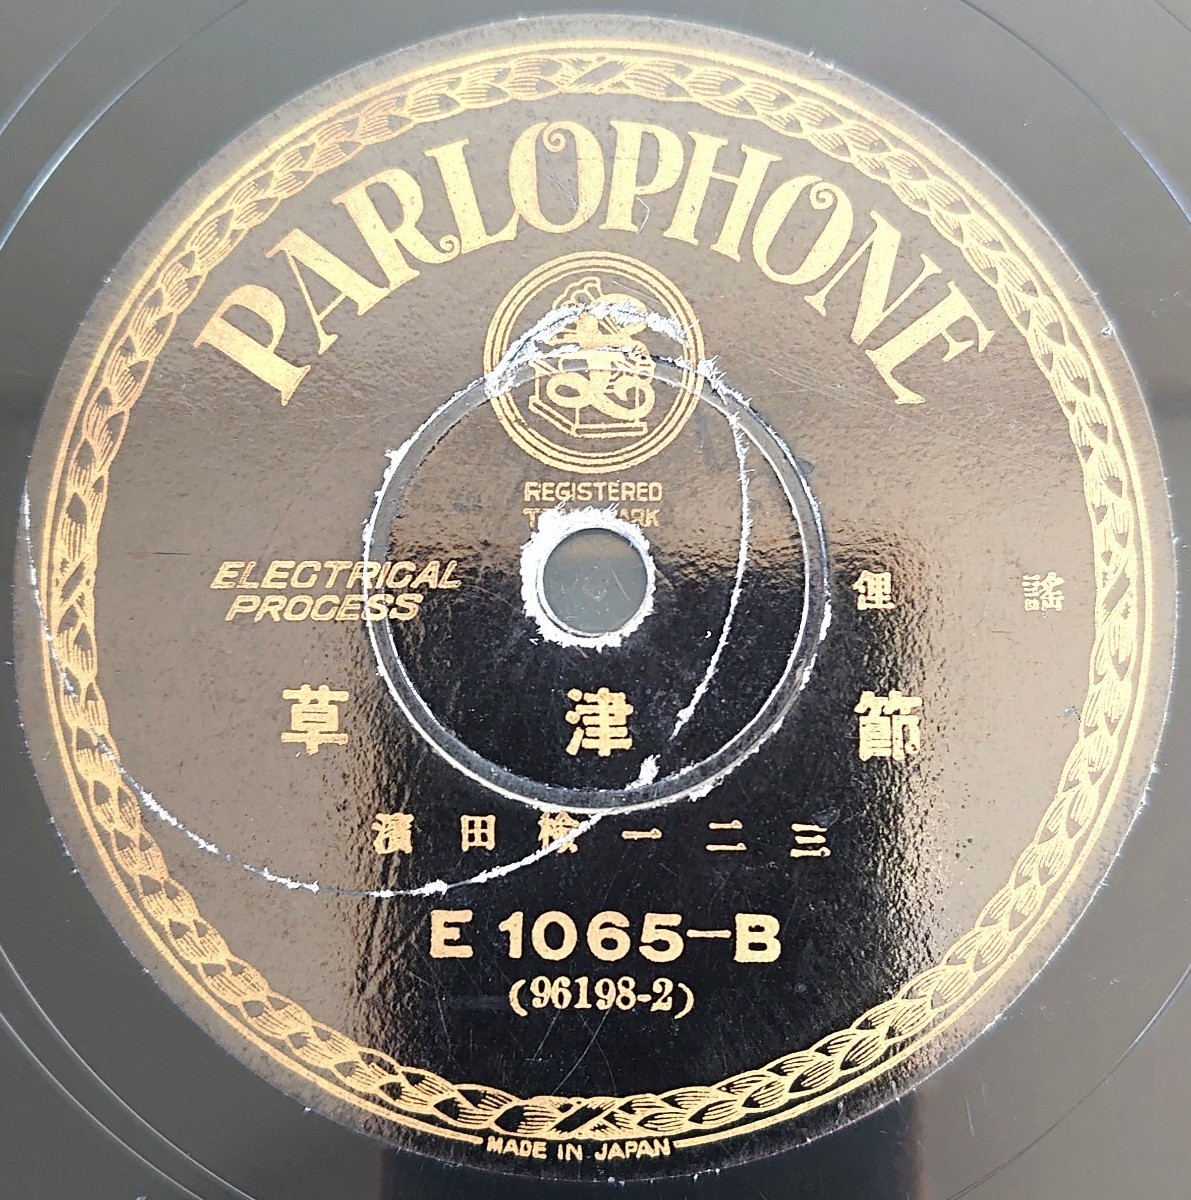 PARLOPHONE
REGISTERED
ELECTRICAL
PROCESS
俚謠
草津節
濱田檢一二三
E 1065-B
(96198-2)
MADE IN JAPAN